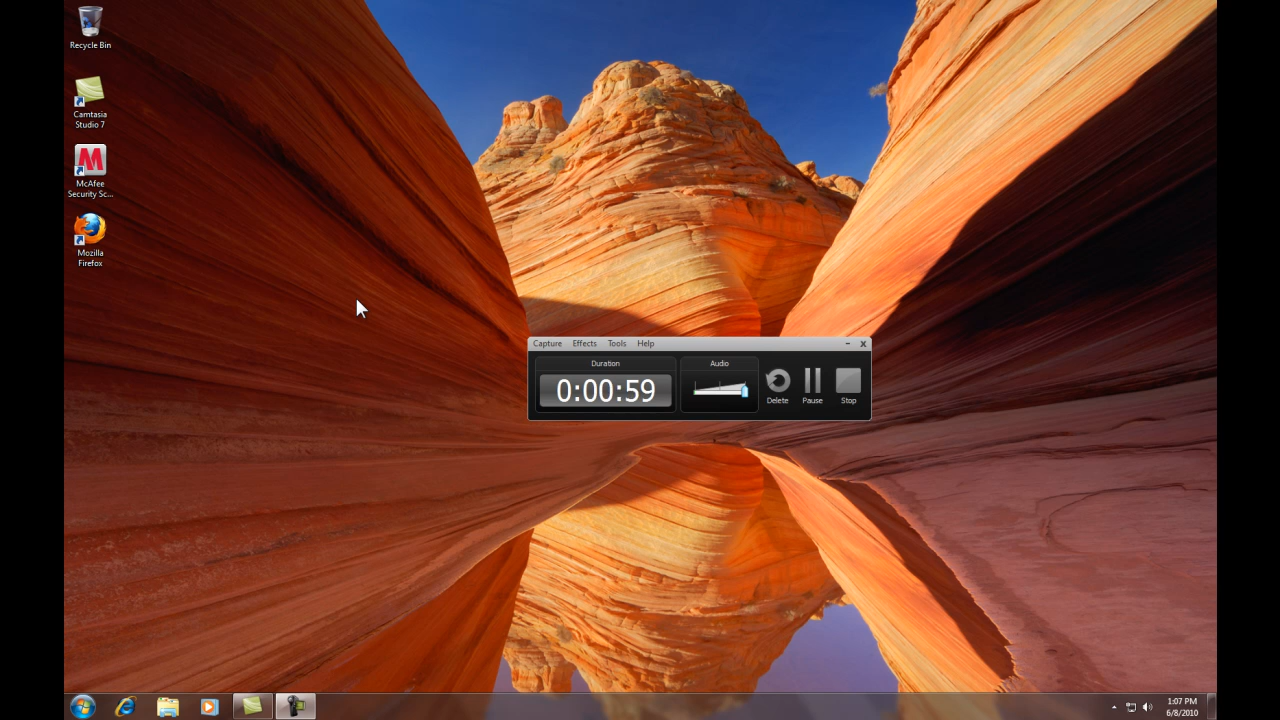 Recycle Bin
Camtasia
Studio 7
McAfee
Security Sc...
Mozilla
Firefox
Capture Effects Tools Help
Duration
Audio
0:00:59
Delete
Pause
Stop
1:07 PM
6/8/2010